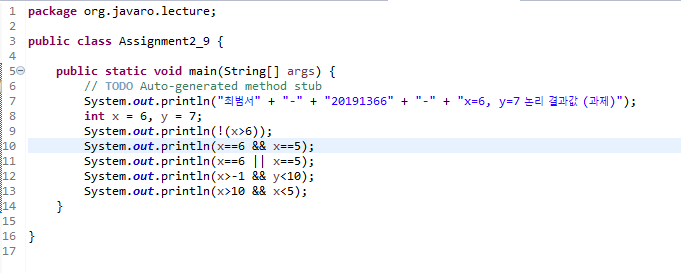 1 package org.javaro.lecture;
2
3 public class Assignment2_9 {
4
5 public static void main(String[] args) {
6 // TODO Auto-generated method stub
7 System.out.println("최범서" + "-" + "20191366" + "-" + "x=6, y=7 논리 결과값 (과제)");
8 int x = 6, y = 7;
9 System.out.println(!(x>6));
10 System.out.println(x==6 && x==5);
11 System.out.println(x==6 || x==5);
12 System.out.println(x>-1 && y<10);
13 System.out.println(x>10 && x<5);
14 }
15
16 }
17